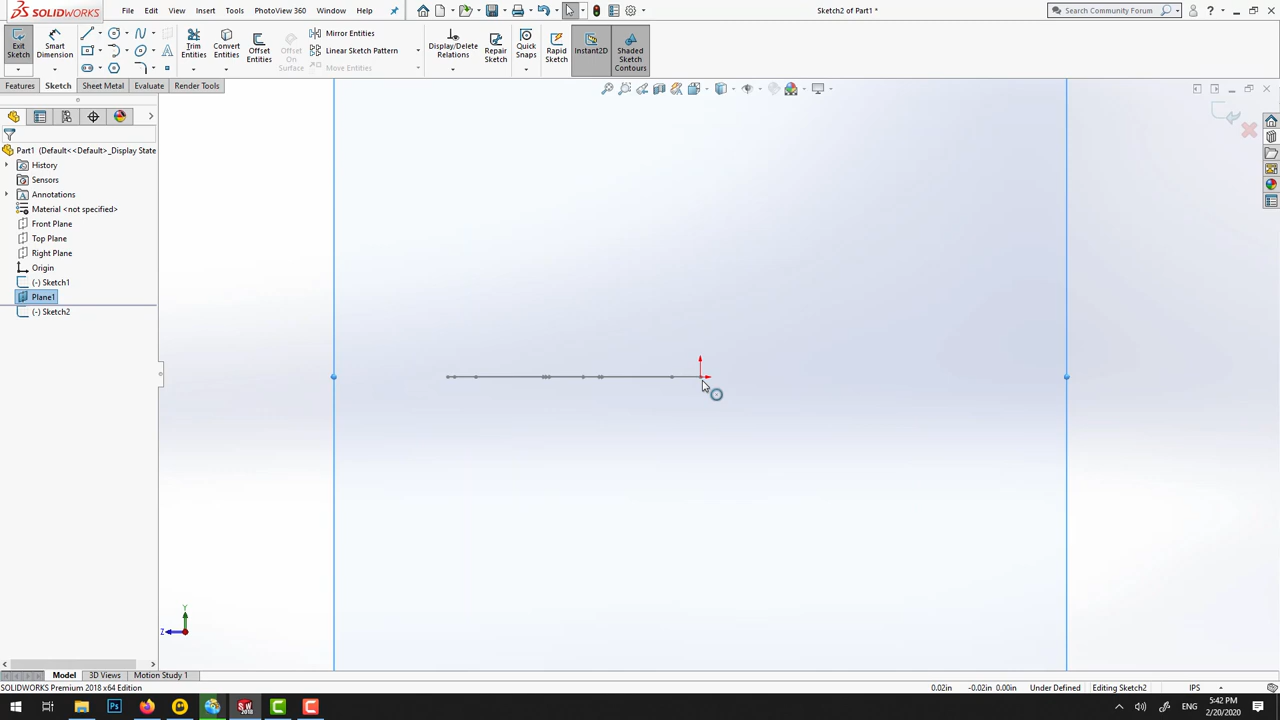 SOLIDWORKS
File
Edit
View
Insert
Tools
PhotoView 360
Window
Help
Sketch2 of Part1 *
Search Community Forum
Exit
Sketch
Smart
Dimension
Trim
Entities
Convert
Entities
Offset
Entities
Offset
On
Surface
Mirror Entities
Linear Sketch Pattern
Move Entities
Display/Delete
Relations
Repair
Sketch
Quick
Snaps
Rapid
Sketch
Instant2D
Shaded
Sketch
Contours
Features
Sketch
Sheet Metal
Evaluate
Render Tools
Part1 (Default<<Default>_Display State
History
Sensors
Annotations
Material <not specified>
Front Plane
Top Plane
Right Plane
Origin
(-) Sketch1
Plane1
(-) Sketch2
Y
Z
Model
3D Views
Motion Study 1
SOLIDWORKS Premium 2018 x64 Edition
0.02in
-0.02in
0.00in
Under Defined
Editing Sketch2
IPS
ENG
5:42 PM
2/20/2020